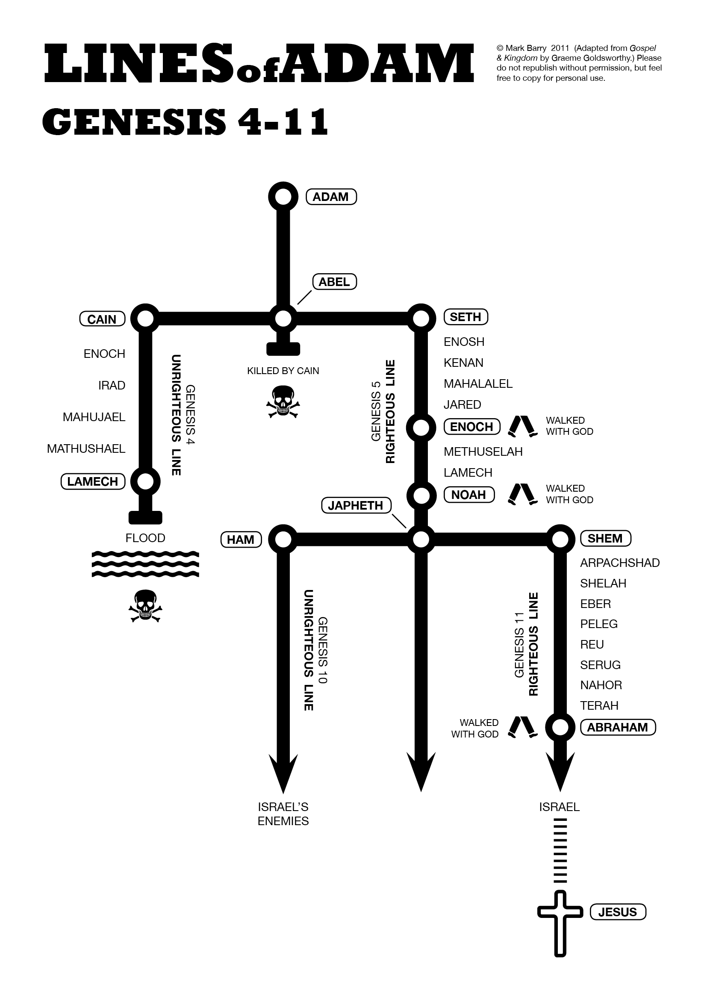 LINES of ADAM
© Mark Barry 2011 (Adapted from Gospel
& Kingdom by Graeme Goldsworthy.) Please
do not republish without permission, but feel
free to copy for personal use.
GENESIS 4-11
ADAM
ABEL
CAIN
SETH
ENOCH
IRAD
MAHUJAEL
MATHUSHAEL
LAMECH
UNRIGHTEOUS LINE
GENESIS 4
FLOOD
KILLED BY CAIN
GENESIS 5
RIGHTEOUS LINE
ENOSH
KENAN
MAHALALEL
JARED
ENOCH
WALKED
WITH GOD
METHUSELAH
LAMECH
NOAH
WALKED
WITH GOD
JAPHETH
HAM
SHEM
UNRIGHTEOUS LINE
GENESIS 10
GENESIS 11
RIGHTEOUS LINE
ARPACHSHAD
SHELAH
EBER
PELEG
REU
SERUG
NAHOR
TERAH
WALKED
WITH GOD
ABRAHAM
ISRAEL'S
ENEMIES
ISRAEL
JESUS